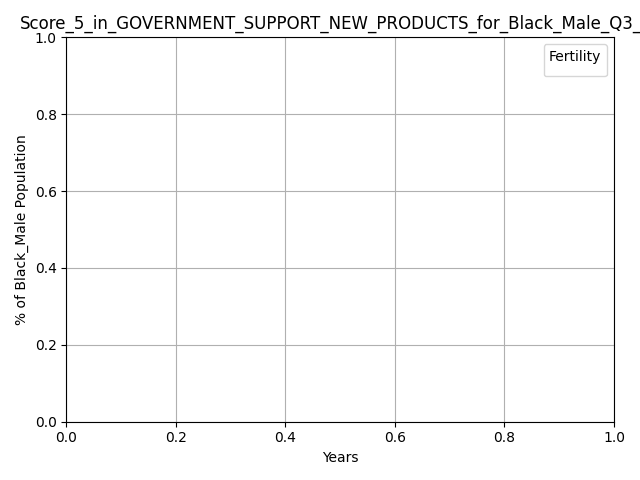 Score_5_in_GOVERNMENT_SUPPORT_NEW_PRODUCTS_for_Black_Male_Q3_
Fertility
1.0
0.8
0.6
0.4
0.2
0.0
% of Black_Male Population
0.0 0.2 0.4 0.6 0.8 1.0
Years